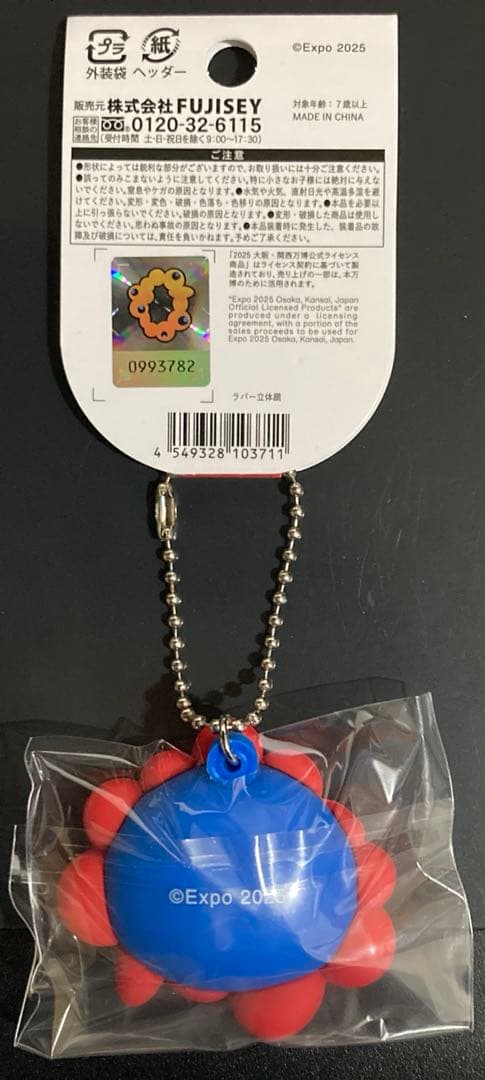 プラ 紙
外装袋 ヘッダー
©Expo 2025
販売元 株式会社FUJISEY
お客様相談の連絡先 0120-32-6115
(受付時間 土・日・祝日を除く9:00〜17:30)
対象年齢：7歳以上
MADE IN CHINA
ご注意
●形状によっては鋭利な部分がございますので、お取り扱いには十分ご注意ください。
●誤ってのみこまないように注意してください。特に小さなお子様には絶対に与えない
でください。窒息やケガの原因となります。●水気や火気、直射日光や高温多湿を避
けてください。変形・変色・破損・色落ち・色移りの原因となります。●本品を必要以
上に引っ張らないでください。破損の原因となります。●変形・破損した商品は使用し
ないでください。思わぬ事故の原因となります。●本品装着時に発生した、装着品の故
障及び破損については、責任を負いかねます。予めご了承ください。
「2025 大阪・関西万博公式ライセンス
商品」はライセンス契約に基づいて製
造されており、売り上げの一部は、本万
博のために活用されます。
"Expo 2025 Osaka, Kansai, Japan
Official Licensed Products" are
produced under a licensing
agreement, with a portion of the
soles proceeds to be used for
Expo 2025 Osaka, Kansai, Japan.
0993782
ラバー立体顔
4 549328 103711
©Expo 2025